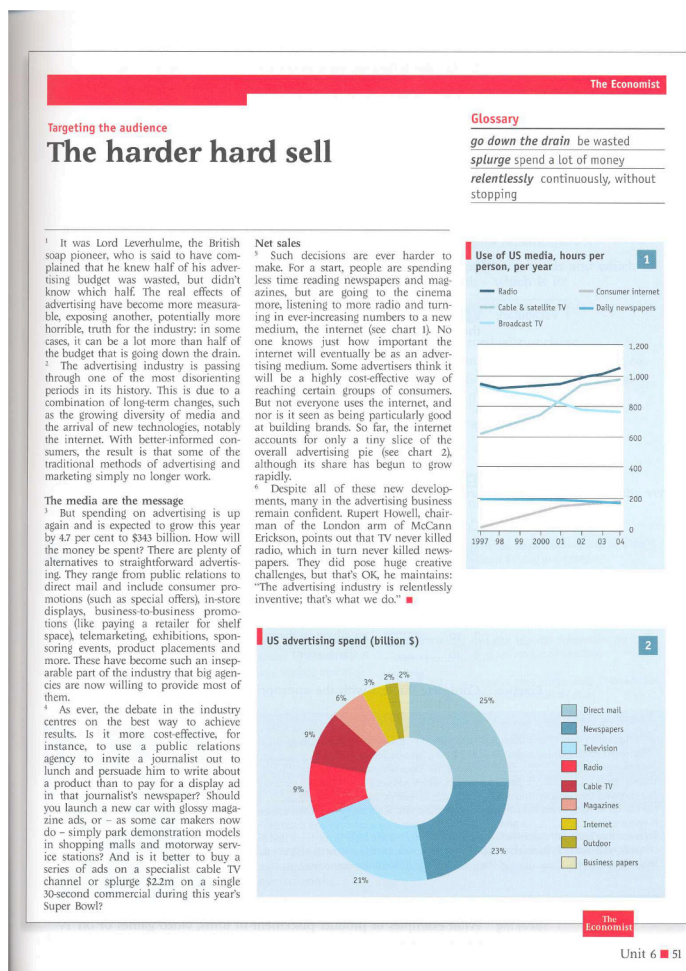 The Economist
Targeting the audience
The harder hard sell
Glossary
go down the drain be wasted
splurge spend a lot of money
relentlessly continuously, without
stopping
1 It was Lord Leverhulme, the British
soap pioneer, who is said to have com-
plained that he knew half of his adver-
tising budget was wasted, but didn't
know which half. The real effects of
advertising have become more measura-
ble, exposing another, potentially more
horrible, truth for the industry: in some
cases, it can be a lot more than half of
the budget that is going down the drain.
2 The advertising industry is passing
through one of the most disorienting
periods in its history. This is due to a
combination of long-term changes, such
as the growing diversity of media and
the arrival of new technologies, notably
the internet. With better-informed con-
sumers, the result is that some of the
traditional methods of advertising and
marketing simply no longer work.
The media are the message
3 But spending on advertising is up
again and is expected to grow this year
by 4.7 per cent to $343 billion. How will
the money be spent? There are plenty of
alternatives to straightforward advertis-
ing. They range from public relations to
direct mail and include consumer pro-
motions (such as special offers), in-store
displays, business-to-business promo-
tions (like paying a retailer for shelf
space), telemarketing, exhibitions, spon-
soring events, product placements and
more. These have become such an insep-
arable part of the industry that big agen-
cies are now willing to provide most of
them.
4 As ever, the debate in the industry
centres on the best way to achieve
results. Is it more cost-effective, for
instance, to use a public relations
agency to invite a journalist out to
lunch and persuade him to write about
a product than to pay for a display ad
in that journalist's newspaper? Should
you launch a new car with glossy maga-
zine ads, or – as some car makers now
do – simply park demonstration models
in shopping malls and motorway serv-
ice stations? And is it better to buy a
series of ads on a specialist cable TV
channel or splurge $2.2m on a single
30-second commercial during this year's
Super Bowl?
Net sales
5 Such decisions are ever harder to
make. For a start, people are spending
less time reading newspapers and mag-
azines, but are going to the cinema
more, listening to more radio and turn-
ing in ever-increasing numbers to a new
medium, the internet (see chart 1). No
one knows just how important the
internet will eventually be as an adver-
tising medium. Some advertisers think it
will be a highly cost-effective way of
reaching certain groups of consumers.
But not everyone uses the internet, and
nor is it seen as being particularly good
at building brands. So far, the internet
accounts for only a tiny slice of the
overall advertising pie (see chart 2),
although its share has begun to grow
rapidly.
6 Despite all of these new develop-
ments, many in the advertising business
remain confident. Rupert Howell, chair-
man of the London arm of McCann
Erickson, points out that TV never killed
radio, which in turn never killed news-
papers. They did pose huge creative
challenges, but that's OK, he maintains:
"The advertising industry is relentlessly
inventive; that's what we do."
Use of US media, hours per
person, per year
1
Radio
Consumer internet
Cable & satellite TV
Daily newspapers
Broadcast TV
1,200
1,000
800
600
400
200
0
1997 98 99 2000 01 02 03 04
US advertising spend (billion $)
2
25%
23%
21%
9%
9%
6%
3%
2%
2%
Direct mail
Newspapers
Television
Radio
Cable TV
Magazines
Internet
Outdoor
Business papers
The
Economist
Unit 6 51